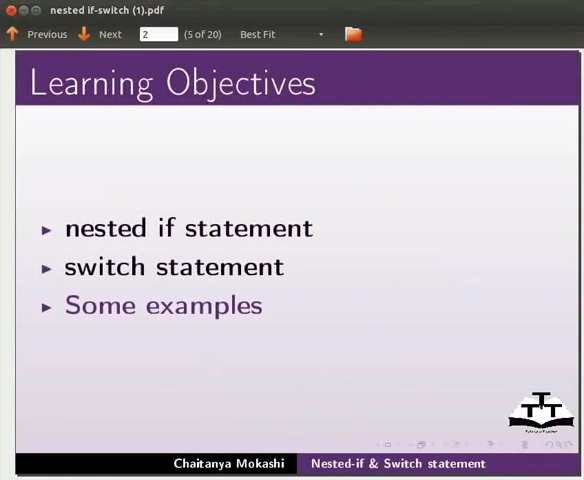 nested if-switch (1).pdf
Previous Next 2 (5 of 20) Best Fit
Learning Objectives
nested if statement
switch statement
Some examples
TTT
Chaitanya Mokashi Nested-if & Switch statement